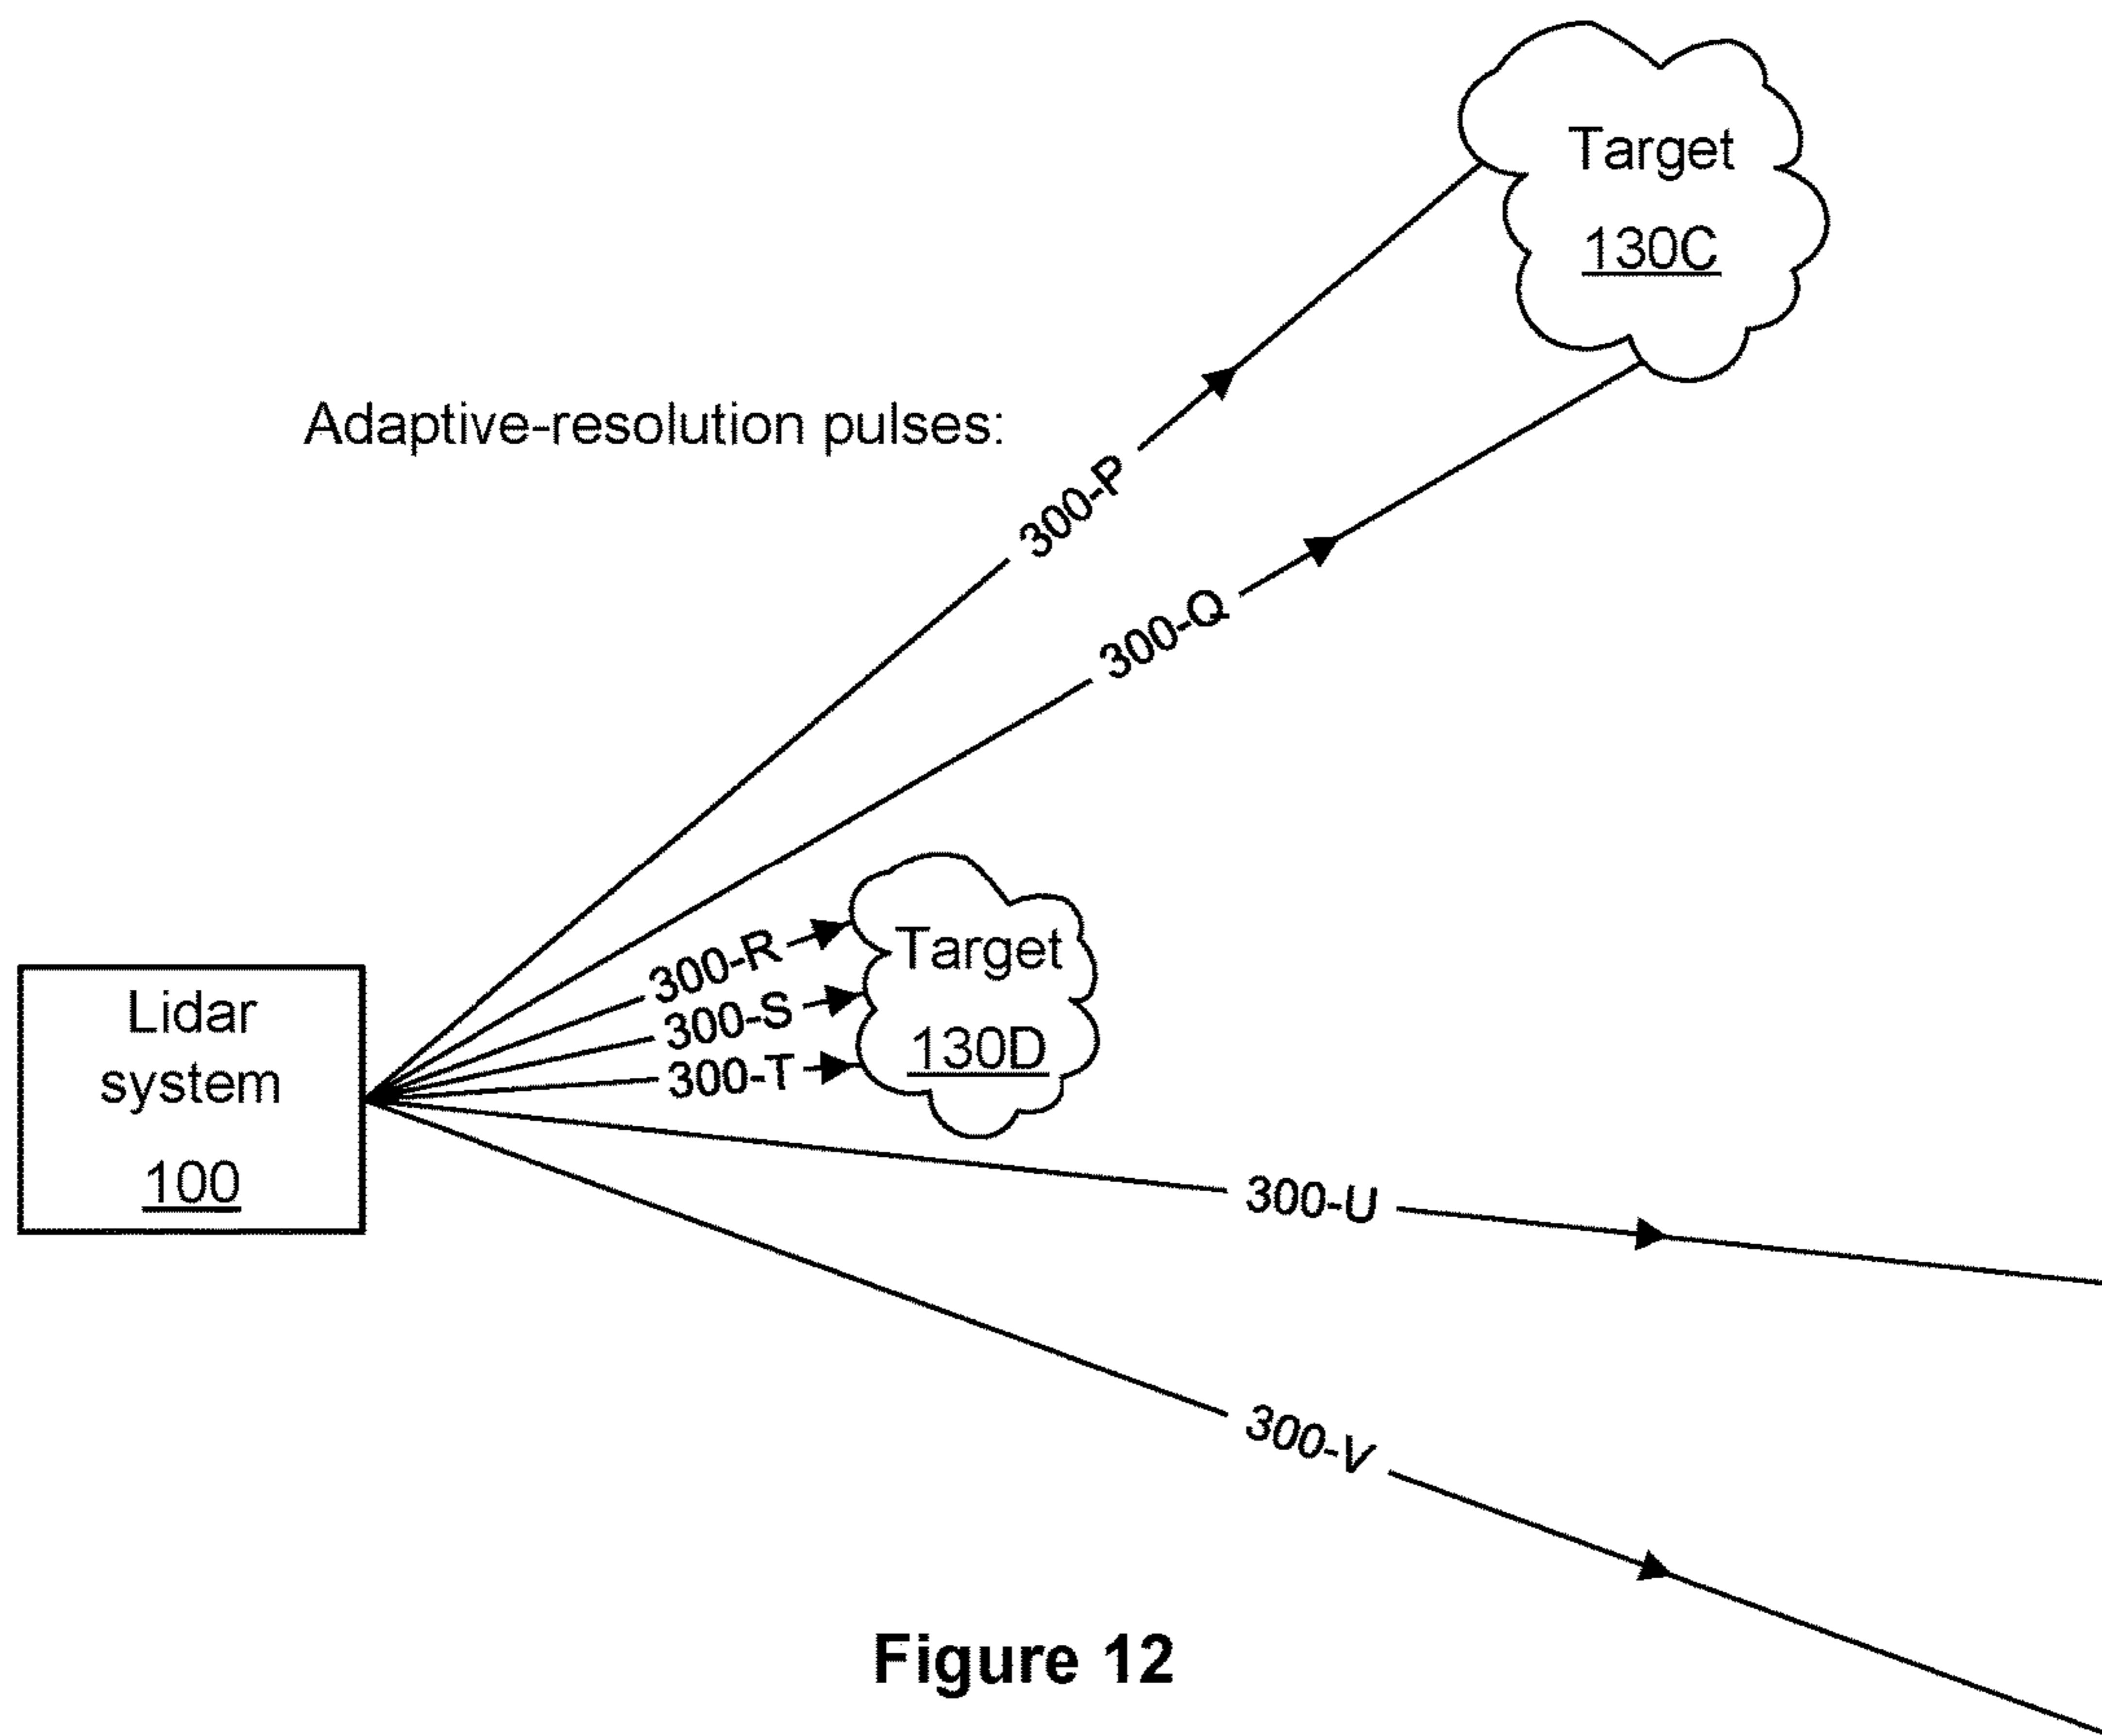 Target
130C
Adaptive-resolution pulses:
300-P
300-Q
Target
130D
300-R
300-S
300-T
Lidar
system
100
300-U
300-V
Figure 12